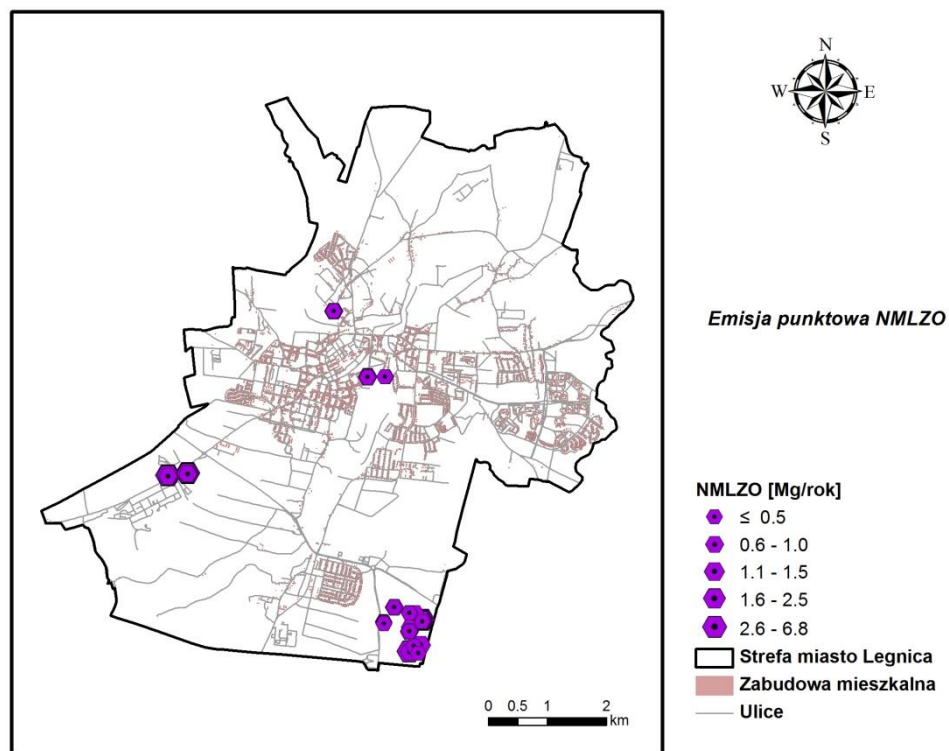 N
W E
S
Emisja punktowa NMLZO
NMLZO [Mg/rok]
≤ 0.5
0.6 - 1.0
1.1 - 1.5
1.6 - 2.5
2.6 - 6.8
Strefa miasto Legnica
Zabudowa mieszkalna
Ulice
0 0.5 1 2
km